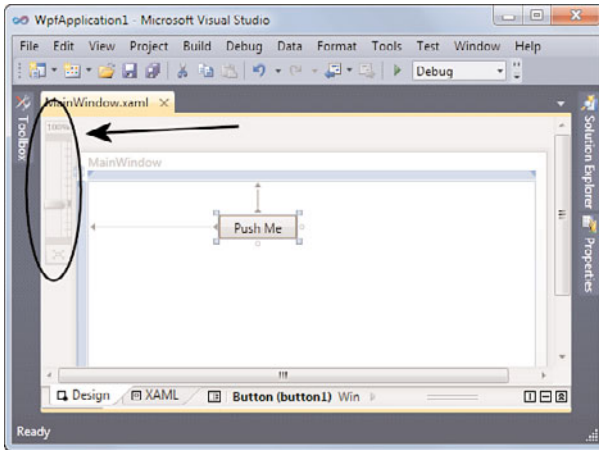 WpfApplication1 - Microsoft Visual Studio
File Edit View Project Build Debug Data Format Tools Test Window Help
Debug
MainWindow.xaml
Toolbox
100%
MainWindow
Push Me
Solution Explorer
Properties
Design XAML Button (button1) Win
Ready